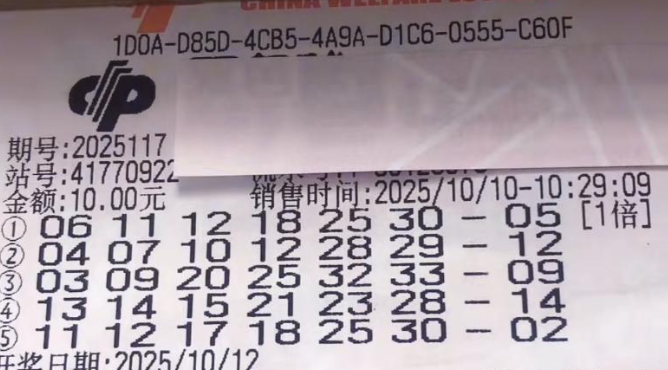 CHINA WELFARE
1D0A-D85D-4CB5-4A9A-D1C6-0555-C60F
期号:2025117
站号:41770922
金额:10.00元 销售时间:2025/10/10-10:29:09
① 06 11 12 18 25 30 - 05 [1倍]
② 04 07 10 12 28 29 - 12
③ 03 09 20 25 32 33 - 09
④ 13 14 15 21 23 28 - 14
⑤ 11 12 17 18 25 30 - 02
开奖日期:2025/10/12